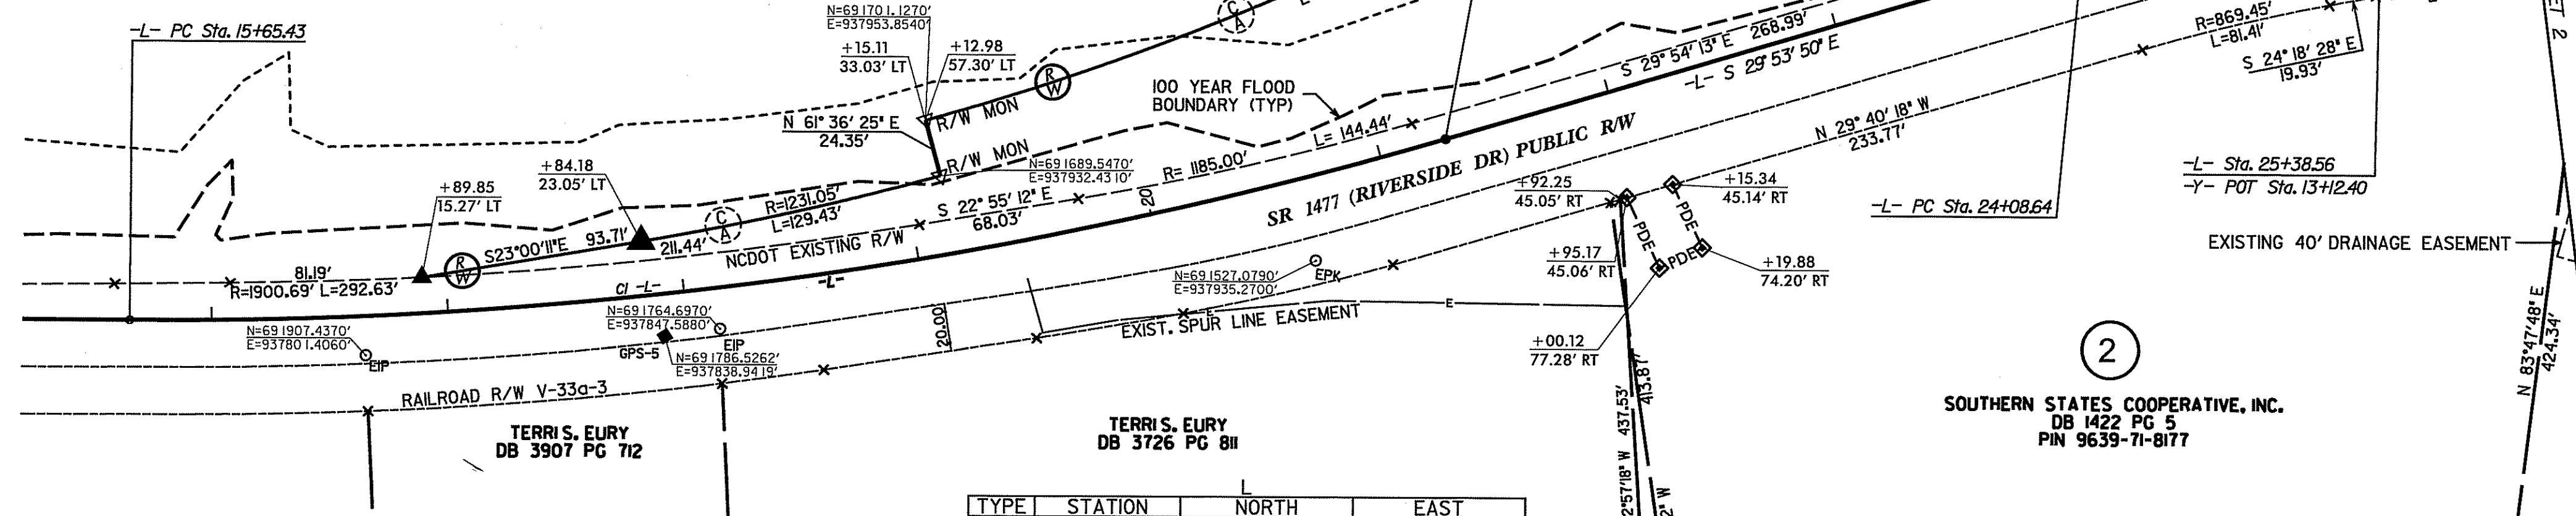 -L- PC Sta. 15+65.43
N=691701.1270'
E=937953.8540'
+15.11
33.03' LT
+12.98
57.30' LT
C
A
R
W
R/W MON
N 61° 36' 25" E
24.35'
R/W MON
N=691689.5470'
E=937932.4310'
100 YEAR FLOOD
BOUNDARY (TYP)
S 29° 54' 13" E 268.99'
-L- S 29° 53' 50" E
R=869.45'
L=81.41'
S 24° 18' 28" E
19.93'
ET 2
+84.18
23.05' LT
+89.85
15.27' LT
R
W
S23°00'11"E 93.71'
211.44'
C
A
R=1231.05'
L=129.43'
NCDOT EXISTING R/W
S 22° 55' 12" E
68.03'
R= 1185.00'
L= 144.44'
20
SR 1477 (RIVERSIDE DR) PUBLIC R/W
N 29° 40' 18" W
233.77'
-L- Sta. 25+38.56
-Y- POT Sta. 13+12.40
-L- PC Sta. 24+08.64
EXISTING 40' DRAINAGE EASEMENT
81.19'
R=1900.69' L=292.63'
C1 -L-
-L-
+92.25
45.05' RT
+15.34
45.14' RT
PDE
PDE
PDE
+95.17
45.06' RT
+19.88
74.20' RT
+00.12
77.28' RT
N=691907.4370'
E=937801.4060'
EIP
N=691764.6970'
E=937847.5880'
EIP
GPS-5
N=691786.5262'
E=937838.9419'
20.00
N=691527.0790'
E=937935.2700'
EPK
E
E
EXIST. SPUR LINE EASEMENT
RAILROAD R/W V-33a-3
TERRI S. EURY
DB 3907 PG 712
TERRI S. EURY
DB 3726 PG 811
2°57'18" W 437.53'
413.87'
2" W
2
SOUTHERN STATES COOPERATIVE, INC.
DB 1422 PG 5
PIN 9639-71-8177
N 83°47'48" E
424.34'
L
TYPE STATION NORTH EAST